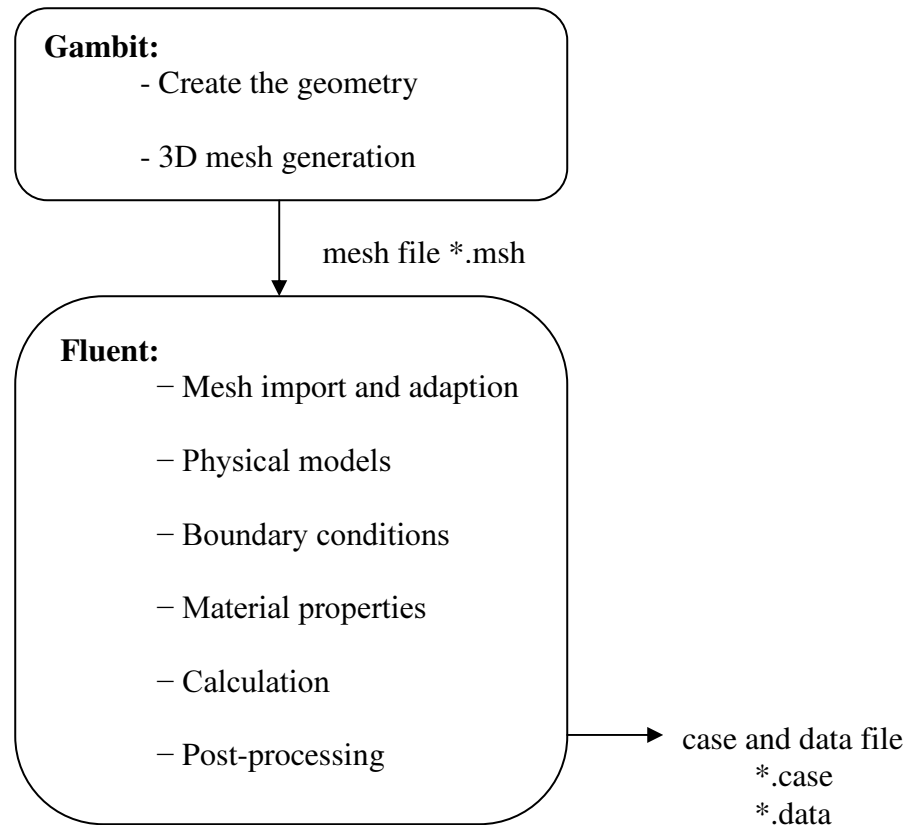 Gambit:
- Create the geometry
- 3D mesh generation
mesh file *.msh
Fluent:
− Mesh import and adaption
− Physical models
− Boundary conditions
− Material properties
− Calculation
− Post-processing
case and data file
*.case
*.data